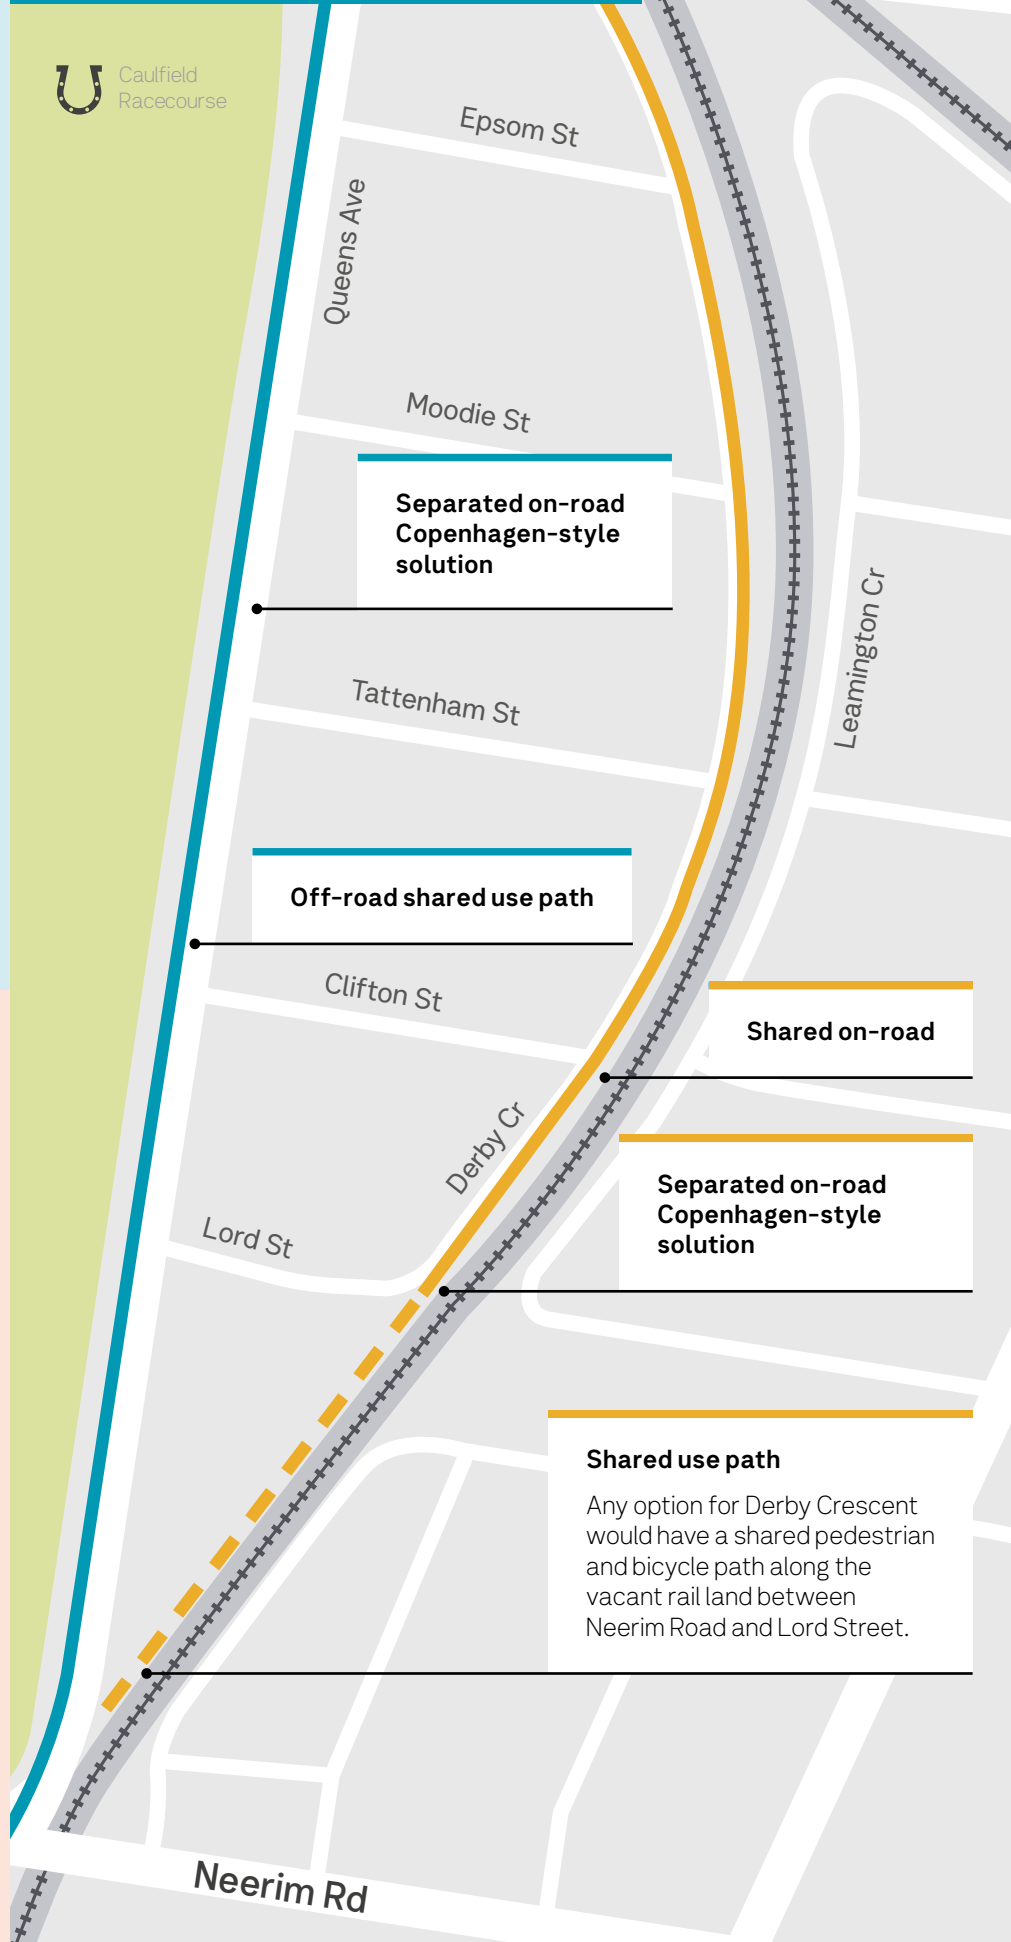 Caulfield
Racecourse
Epsom St
Queens Ave
Moodie St
Separated on-road
Copenhagen-style
solution
Leamington Cr
Tattenham St
Off-road shared use path
Clifton St
Shared on-road
Derby Cr
Separated on-road
Copenhagen-style
solution
Lord St
Shared use path
Any option for Derby Crescent
would have a shared pedestrian
and bicycle path along the
vacant rail land between
Neerim Road and Lord Street.
Neerim Rd